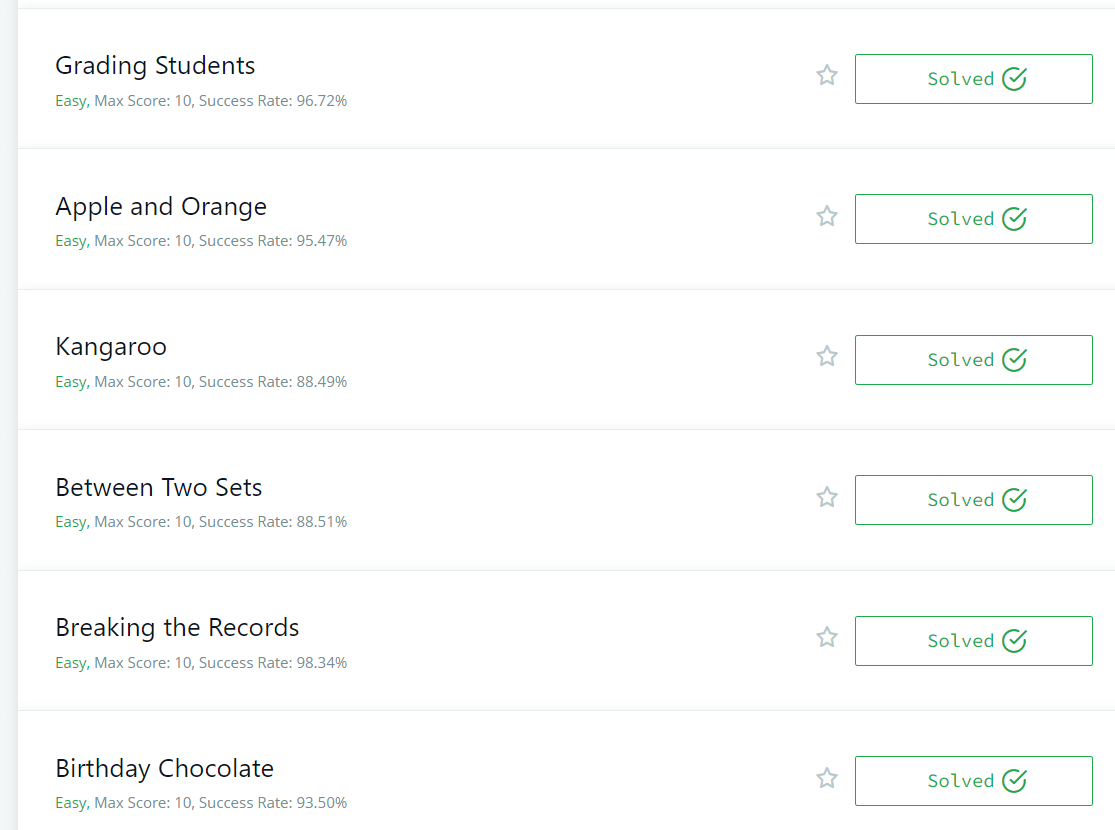 Grading Students
Easy, Max Score: 10, Success Rate: 96.72%
Solved
Apple and Orange
Easy, Max Score: 10, Success Rate: 95.47%
Solved
Kangaroo
Easy, Max Score: 10, Success Rate: 88.49%
Solved
Between Two Sets
Easy, Max Score: 10, Success Rate: 88.51%
Solved
Breaking the Records
Easy, Max Score: 10, Success Rate: 98.34%
Solved
Birthday Chocolate
Easy, Max Score: 10, Success Rate: 93.50%
Solved